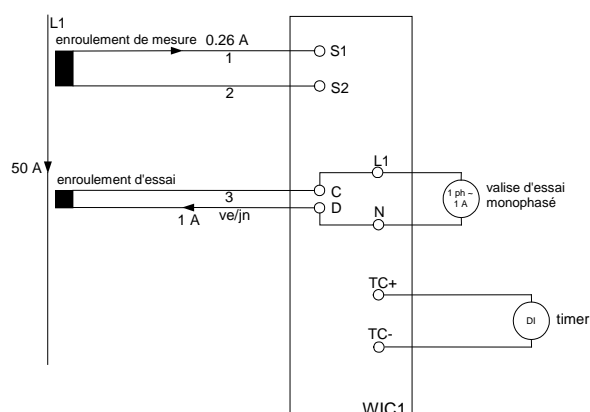 L1
enroulement de mesure 0.26 A
S1
1
S2
2
L1
50 A
enroulement d'essai
C
3
1 ph ~
1 A
valise d'essai
monophasé
D
N
1 A
ve/jn
TC+
DI
timer
TC-
WIC1